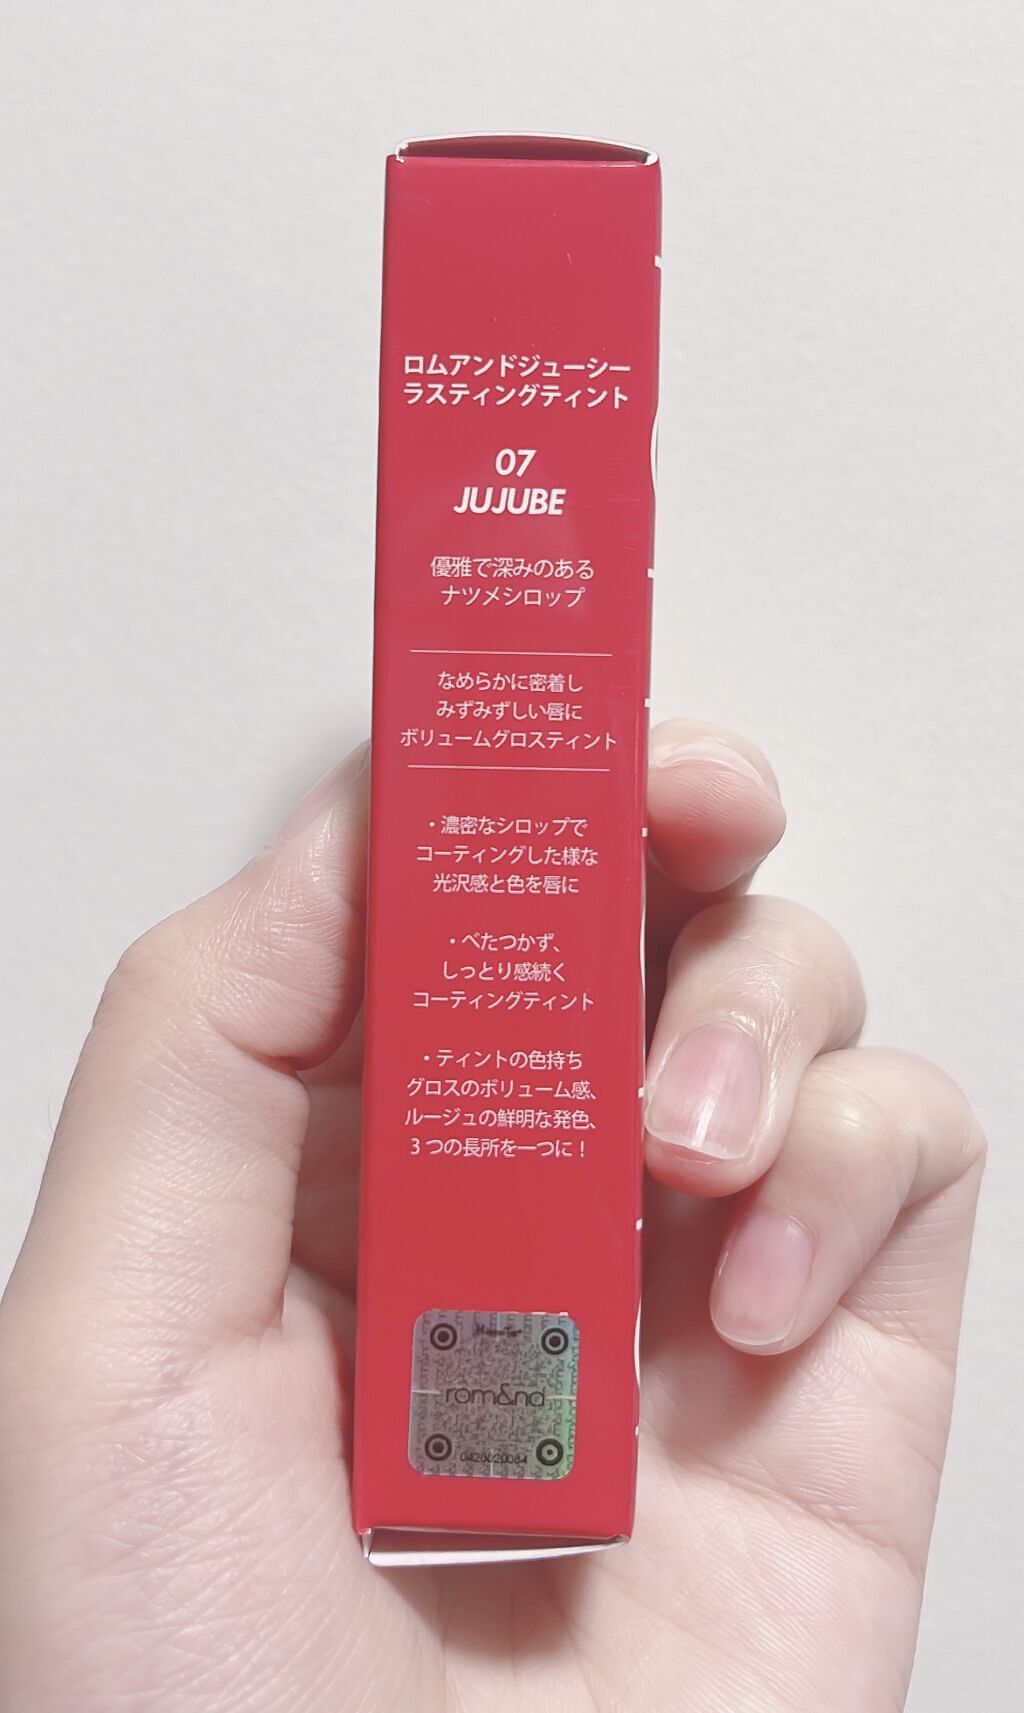 ロムアンドジューシー
ラスティングティント
07
JUJUBE
優雅で深みのある
ナツメシロップ
なめらかに密着し
みずみずしい唇に
ボリュームグロスティント
・濃密なシロップで
コーティングした様な
光沢感と色を唇に
・べたつかず、
しっとり感続く
コーティングティント
・ティントの色持ち
グロスのボリューム感、
ルージュの鮮明な発色、
3つの長所を一つに！
rom&nd
0420020084